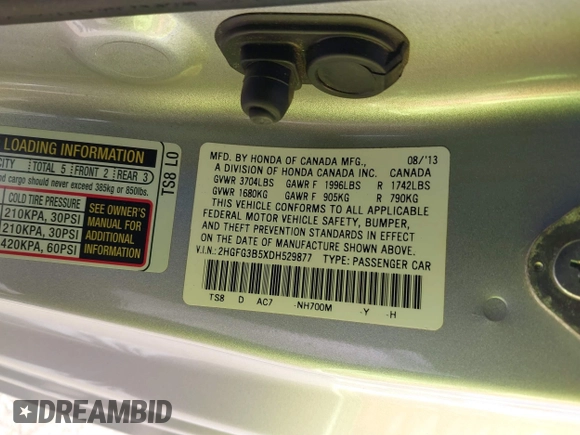 LOADING INFORMATION
CITY TOTAL 5 FRONT 2 REAR 3
and cargo should never exceed 385kg or 850lbs.
COLD TIRE PRESSURE
210KPA, 30PSI
210KPA, 30PSI
420KPA, 60PSI
SEE OWNER'S
MANUAL FOR
ADDITIONAL
INFORMATION
TS8 L0
MFD. BY HONDA OF CANADA MFG., 08/'13
A DIVISION OF HONDA CANADA INC. CANADA
GVWR 3704LBS GAWR F 1996LBS R 1742LBS
GVWR 1680KG GAWR F 905KG R 790KG
THIS VEHICLE CONFORMS TO ALL APPLICABLE
FEDERAL MOTOR VEHICLE SAFETY, BUMPER,
AND THEFT PREVENTION STANDARDS IN EFFECT
ON THE DATE OF MANUFACTURE SHOWN ABOVE.
V.I.N.: 2HGFG3B5XDH529877 TYPE: PASSENGER CAR
TS8 D AC7 -NH700M -Y -H
DREAMBID